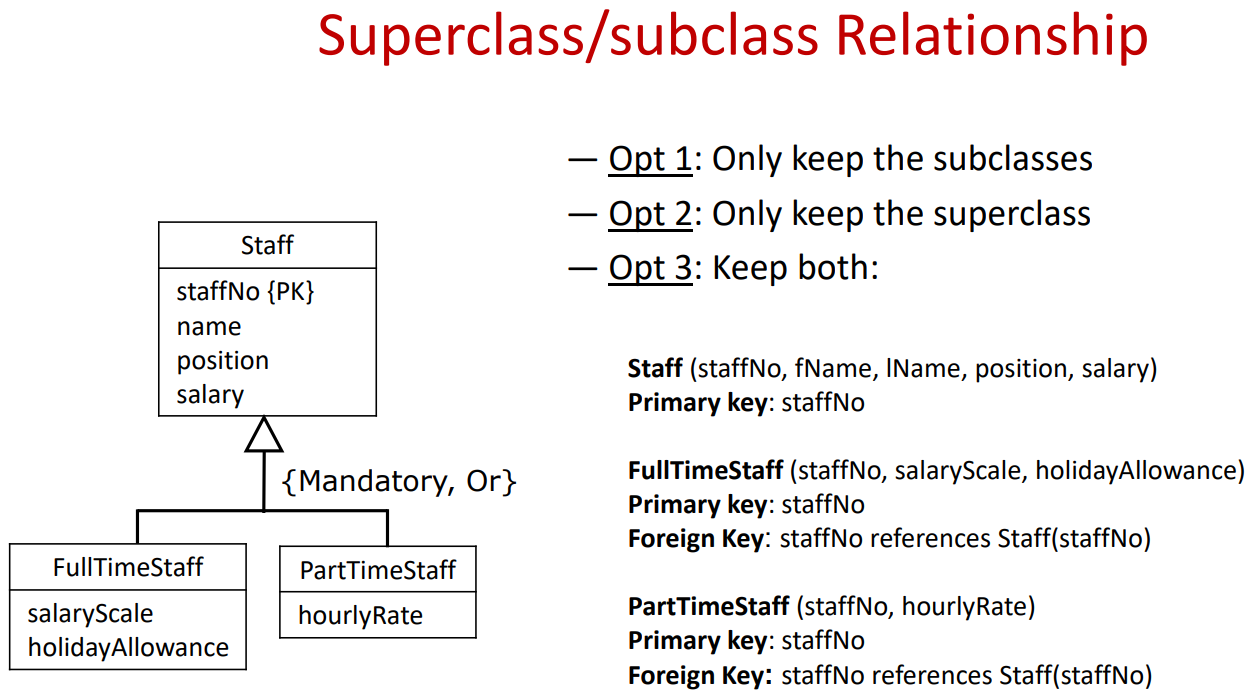 Superclass/subclass Relationship
— Opt 1: Only keep the subclasses
— Opt 2: Only keep the superclass
— Opt 3: Keep both:
Staff
staffNo {PK}
name
position
salary
{Mandatory, Or}
FullTimeStaff
salaryScale
holidayAllowance
PartTimeStaff
hourlyRate
Staff (staffNo, fName, lName, position, salary)
Primary key: staffNo
FullTimeStaff (staffNo, salaryScale, holidayAllowance)
Primary key: staffNo
Foreign Key: staffNo references Staff(staffNo)
PartTimeStaff (staffNo, hourlyRate)
Primary key: staffNo
Foreign Key: staffNo references Staff(staffNo)